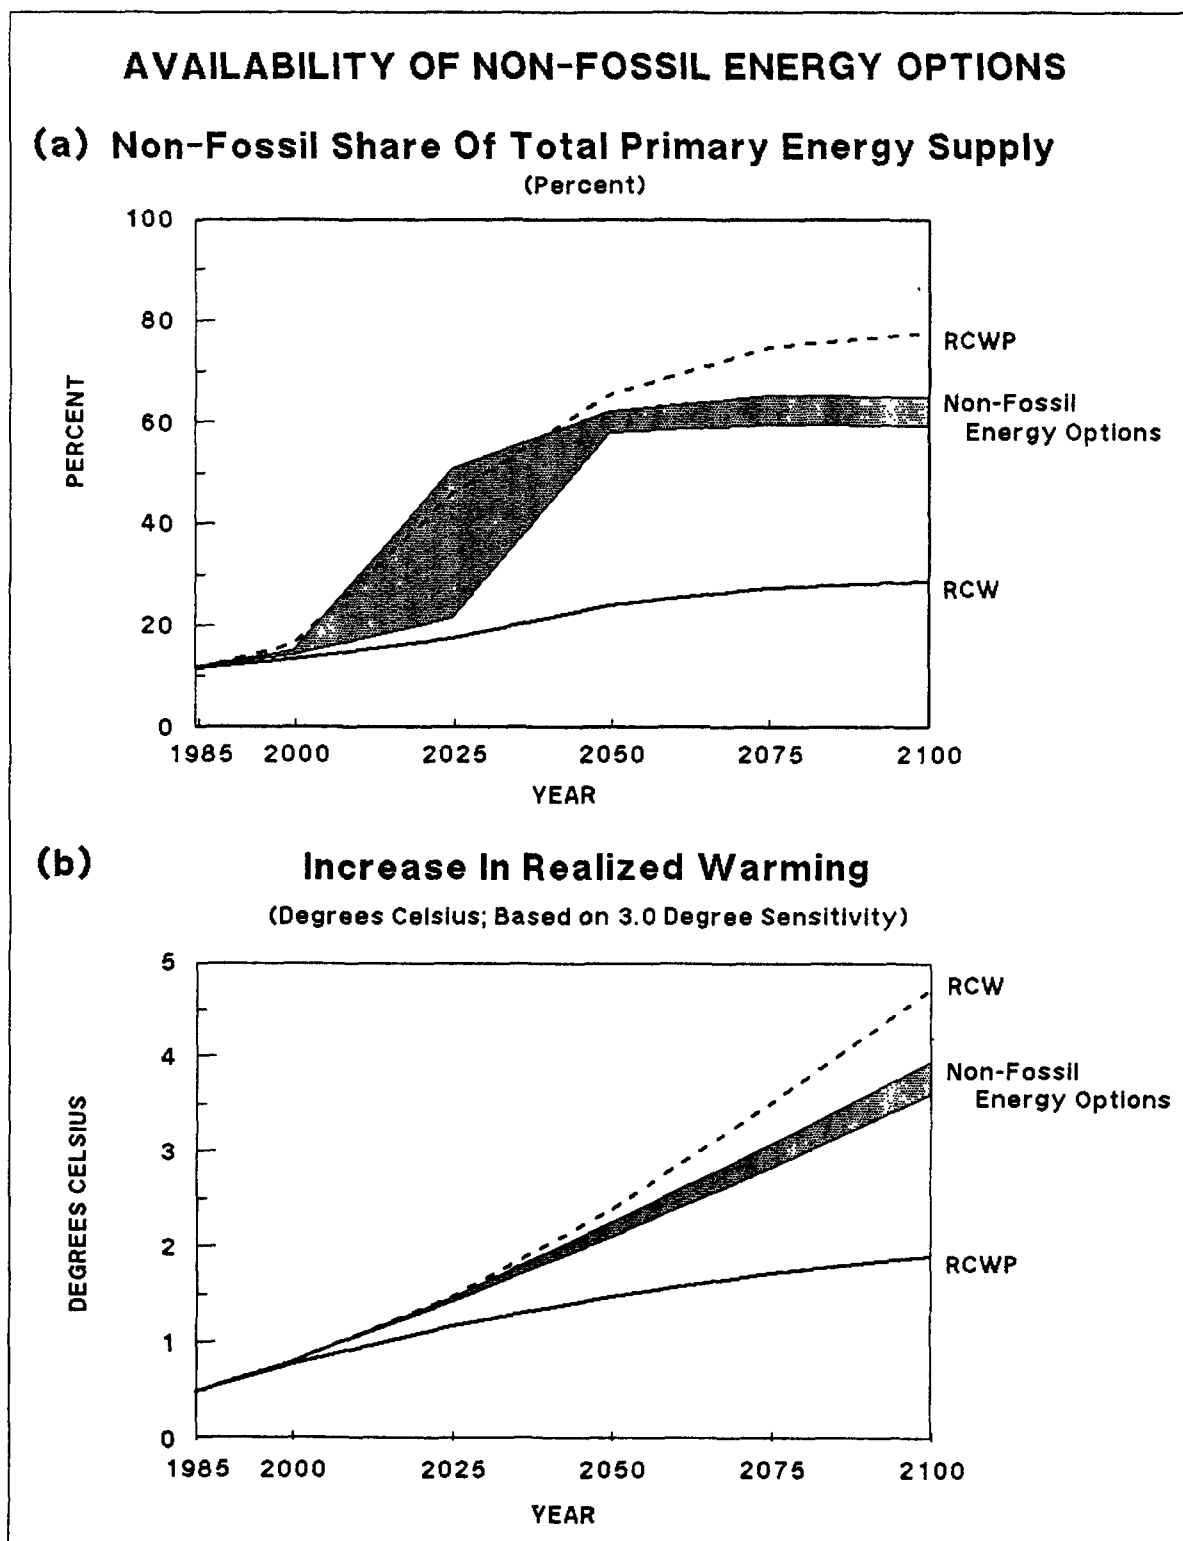 AVAILABILITY OF NON-FOSSIL ENERGY OPTIONS
(a) Non-Fossil Share Of Total Primary Energy Supply
(Percent)
100
80
60
40
20
0
PERCENT
RCWP
Non-Fossil
Energy Options
RCW
1985 2000 2025 2050 2075 2100
YEAR
(b) Increase In Realized Warming
(Degrees Celsius; Based on 3.0 Degree Sensitivity)
5
4
3
2
1
0
DEGREES CELSIUS
RCW
Non-Fossil
Energy Options
RCWP
1985 2000 2025 2050 2075 2100
YEAR